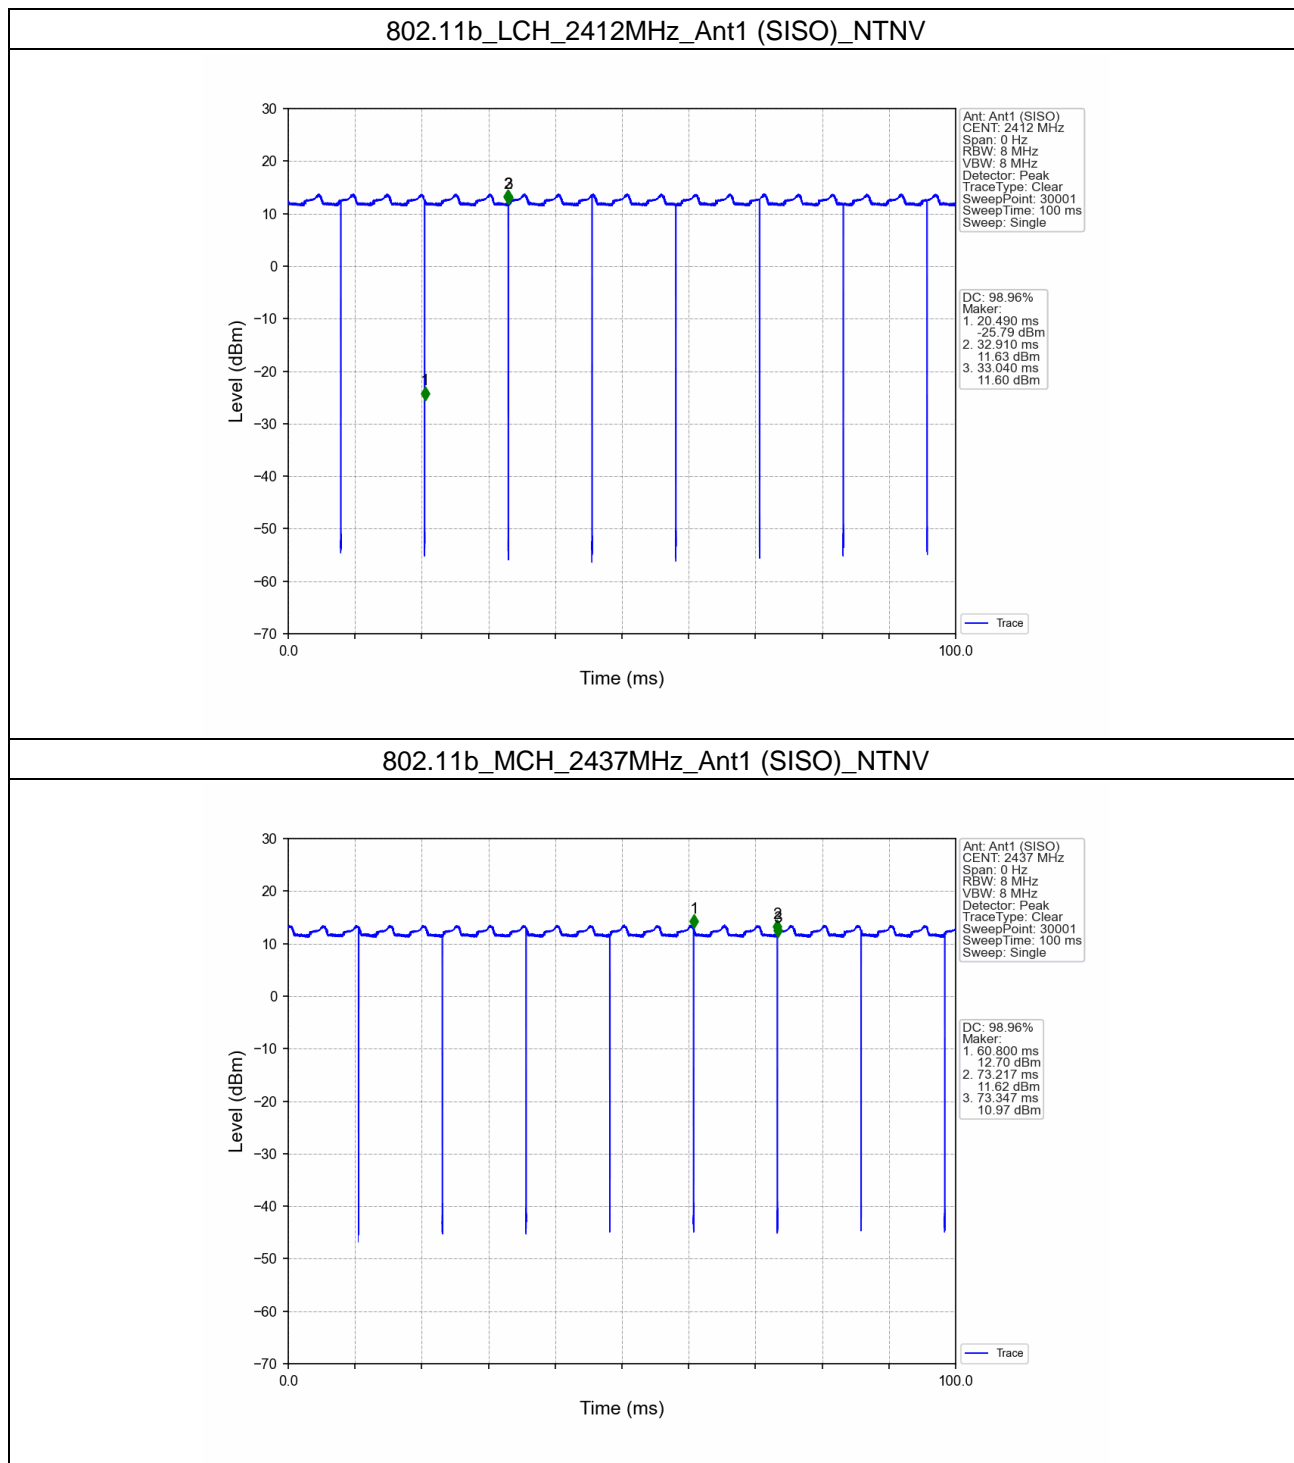 802.11b_LCH_2412MHz_Ant1 (SISO)_NTNV
30
20
10
0
−10
−20
−30
−40
−50
−60
−70
Level (dBm)
0.0
100.0
Time (ms)
1
2
3
Ant: Ant1 (SISO)
CENT: 2412 MHz
Span: 0 Hz
RBW: 8 MHz
VBW: 8 MHz
Detector: Peak
TraceType: Clear
SweepPoint: 30001
SweepTime: 100 ms
Sweep: Single
DC: 98.96%
Maker:
1. 20.490 ms
-25.79 dBm
2. 32.910 ms
11.63 dBm
3. 33.040 ms
11.60 dBm
Trace
802.11b_MCH_2437MHz_Ant1 (SISO)_NTNV
30
20
10
0
−10
−20
−30
−40
−50
−60
−70
Level (dBm)
0.0
100.0
Time (ms)
1
2
3
Ant: Ant1 (SISO)
CENT: 2437 MHz
Span: 0 Hz
RBW: 8 MHz
VBW: 8 MHz
Detector: Peak
TraceType: Clear
SweepPoint: 30001
SweepTime: 100 ms
Sweep: Single
DC: 98.96%
Maker:
1. 60.800 ms
12.70 dBm
2. 73.217 ms
11.62 dBm
3. 73.347 ms
10.97 dBm
Trace